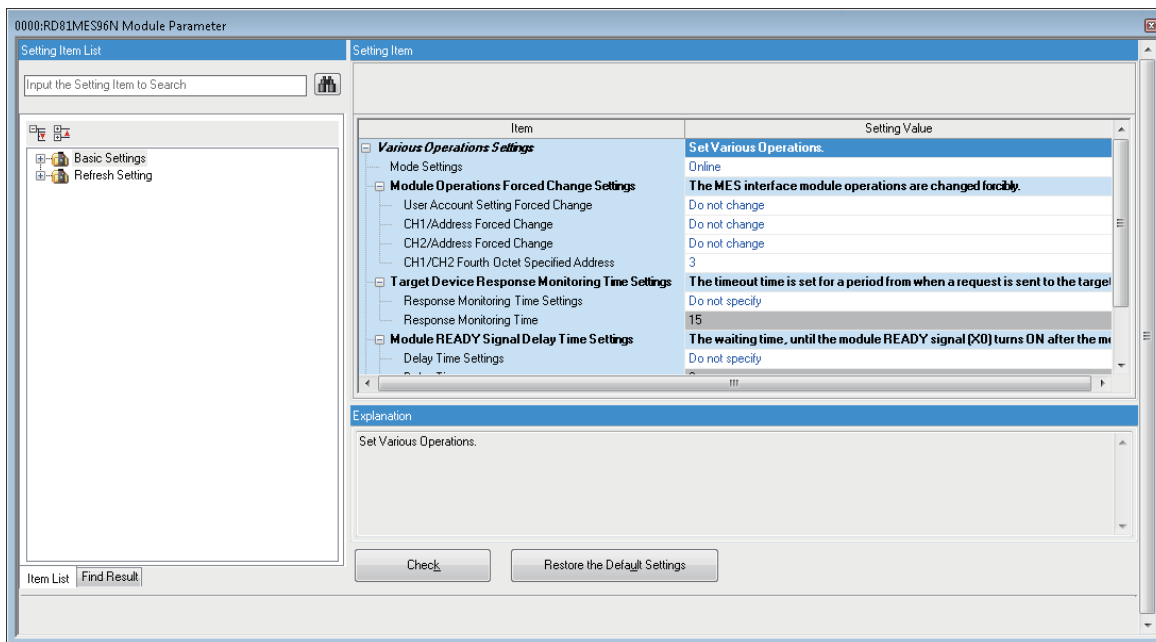 0000:RD81MES96N Module Parameter
Setting Item List
Input the Setting Item to Search
Basic Settings
Refresh Setting
Item List
Find Result
Setting Item
Item Setting Value
Various Operations Settings Set Various Operations.
Mode Settings Online
Module Operations Forced Change Settings The MES interface module operations are changed forcibly.
User Account Setting Forced Change Do not change
CH1/Address Forced Change Do not change
CH2/Address Forced Change Do not change
CH1/CH2 Fourth Octet Specified Address 3
Target Device Response Monitoring Time Settings The timeout time is set for a period from when a request is sent to the target
Response Monitoring Time Settings Do not specify
Response Monitoring Time 15
Module READY Signal Delay Time Settings The waiting time, until the module READY signal (X0) turns ON after the
Delay Time Settings Do not specify
Explanation
Set Various Operations.
Check
Restore the Default Settings